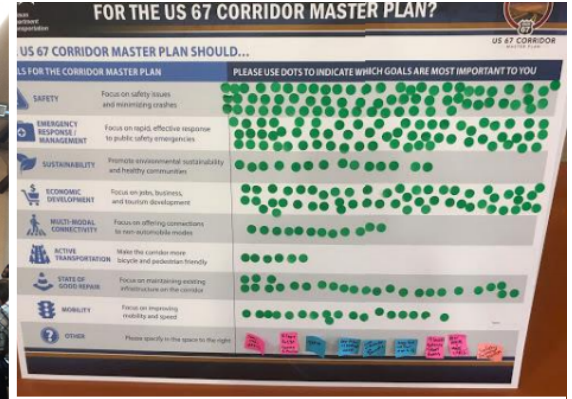 FOR THE US 67 CORRIDOR MASTER PLAN?
US 67 CORRIDOR
MASTER PLAN
US 67 CORRIDOR MASTER PLAN SHOULD...
LS FOR THE CORRIDOR MASTER PLAN
PLEASE USE DOTS TO INDICATE WHICH GOALS ARE MOST IMPORTANT TO YOU
SAFETY
Focus on safety issues
and minimizing crashes
EMERGENCY
RESPONSE /
MANAGEMENT
Focus on rapid, effective response
to public safety emergencies
SUSTAINABILITY
Promote environmental sustainability
and healthy communities
ECONOMIC
DEVELOPMENT
Focus on jobs, business,
and tourism development
MULTI-MODAL
CONNECTIVITY
Focus on offering connections
to non-automobile modes
ACTIVE
TRANSPORTATION
Make the corridor more
bicycle and pedestrian friendly
STATE OF
GOOD REPAIR
Focus on maintaining existing
infrastructure on the corridor
MOBILITY
Focus on improving
mobility and speed
OTHER
Please specify in the space to the right